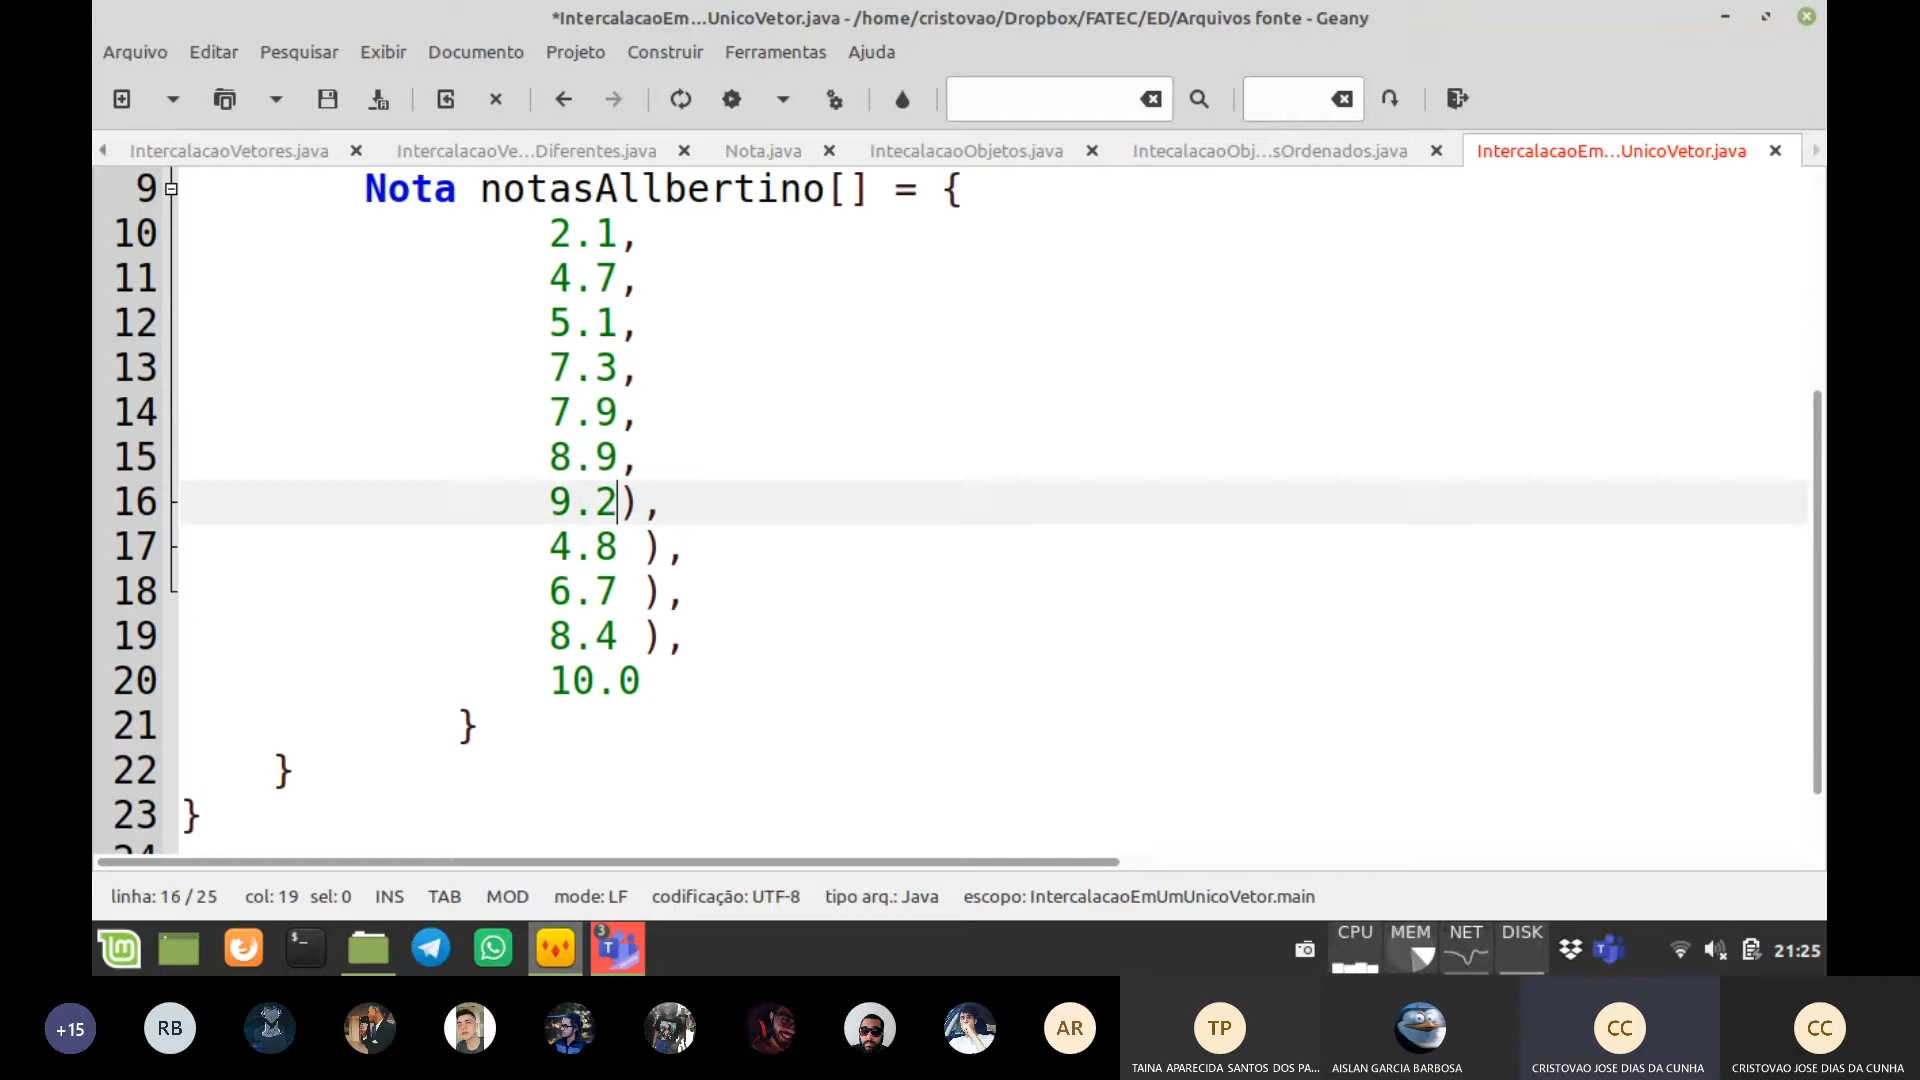 *IntercalacaoEm...UnicoVetor.java - /home/cristovao/Dropbox/FATEC/ED/Arquivos fonte - Geany
Arquivo Editar Pesquisar Exibir Documento Projeto Construir Ferramentas Ajuda
IntercalacaoVetores.java IntercalacaoVe...Diferentes.java Nota.java IntecalacaoObjetos.java IntecalacaoObj...sOrdenados.java IntercalacaoEm...UnicoVetor.java
9 Nota notasAllbertino[] = {
10 2.1,
11 4.7,
12 5.1,
13 7.3,
14 7.9,
15 8.9,
16 9.2),
17 4.8 ),
18 6.7 ),
19 8.4 ),
20 10.0
21 }
22 }
23 }
24
linha: 16 / 25 col: 19 sel: 0 INS TAB MOD mode: LF codificação: UTF-8 tipo arq.: Java escopo: IntercalacaoEmUmUnicoVetor.main
$_ 3 T CPU MEM NET DISK 21:25
+15 RB AR TP CC CC
TAINA APARECIDA SANTOS DOS PA... AISLAN GARCIA BARBOSA CRISTOVAO JOSE DIAS DA CUNHA CRISTOVAO JOSE DIAS DA CUNHA